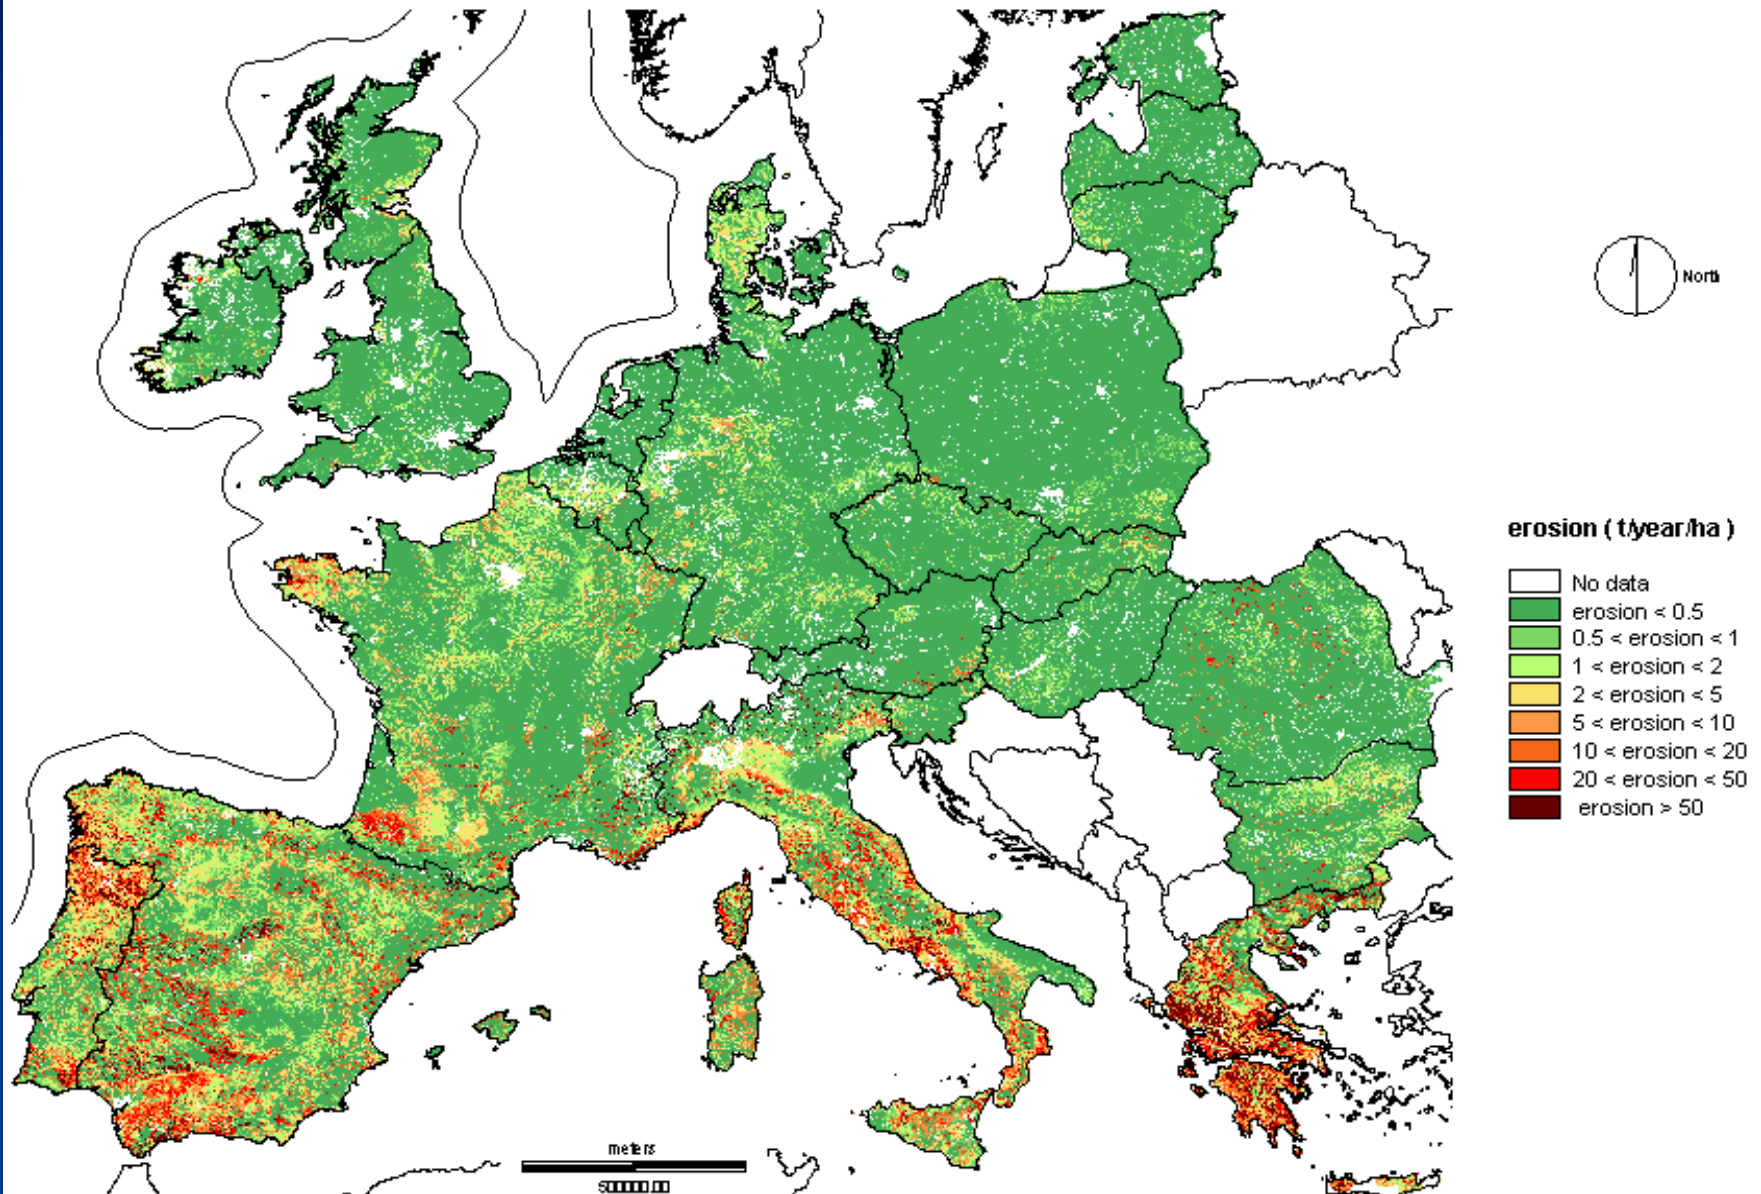 North
erosion ( t/year/ha )
No data
erosion < 0.5
0.5 < erosion < 1
1 < erosion < 2
2 < erosion < 5
5 < erosion < 10
10 < erosion < 20
20 < erosion < 50
erosion > 50
meters
500000.00